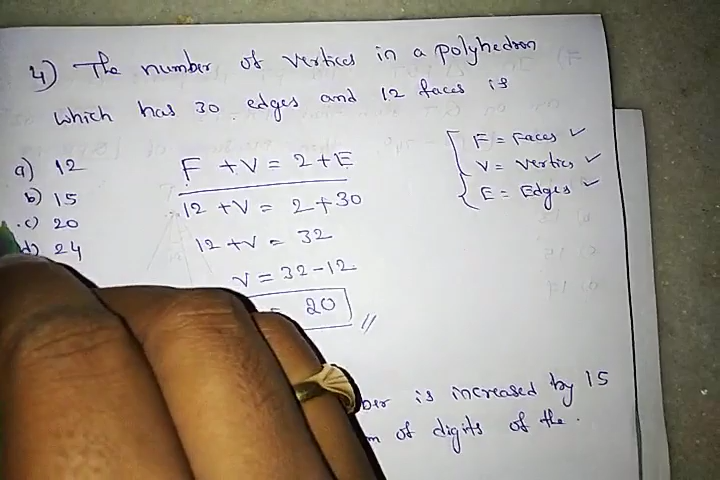 4) The number of vertices in a polyhedron
which has 30 edges and 12 faces is
a) 12
b) 15
c) 20
d) 24
F + V = 2 + E
12 + V = 2 + 30
12 + V = 32
V = 32 - 12
= 20 //
F = Faces ✓
V = Vertices ✓
E = Edges ✓
ber is increased by 15
m of digits of the